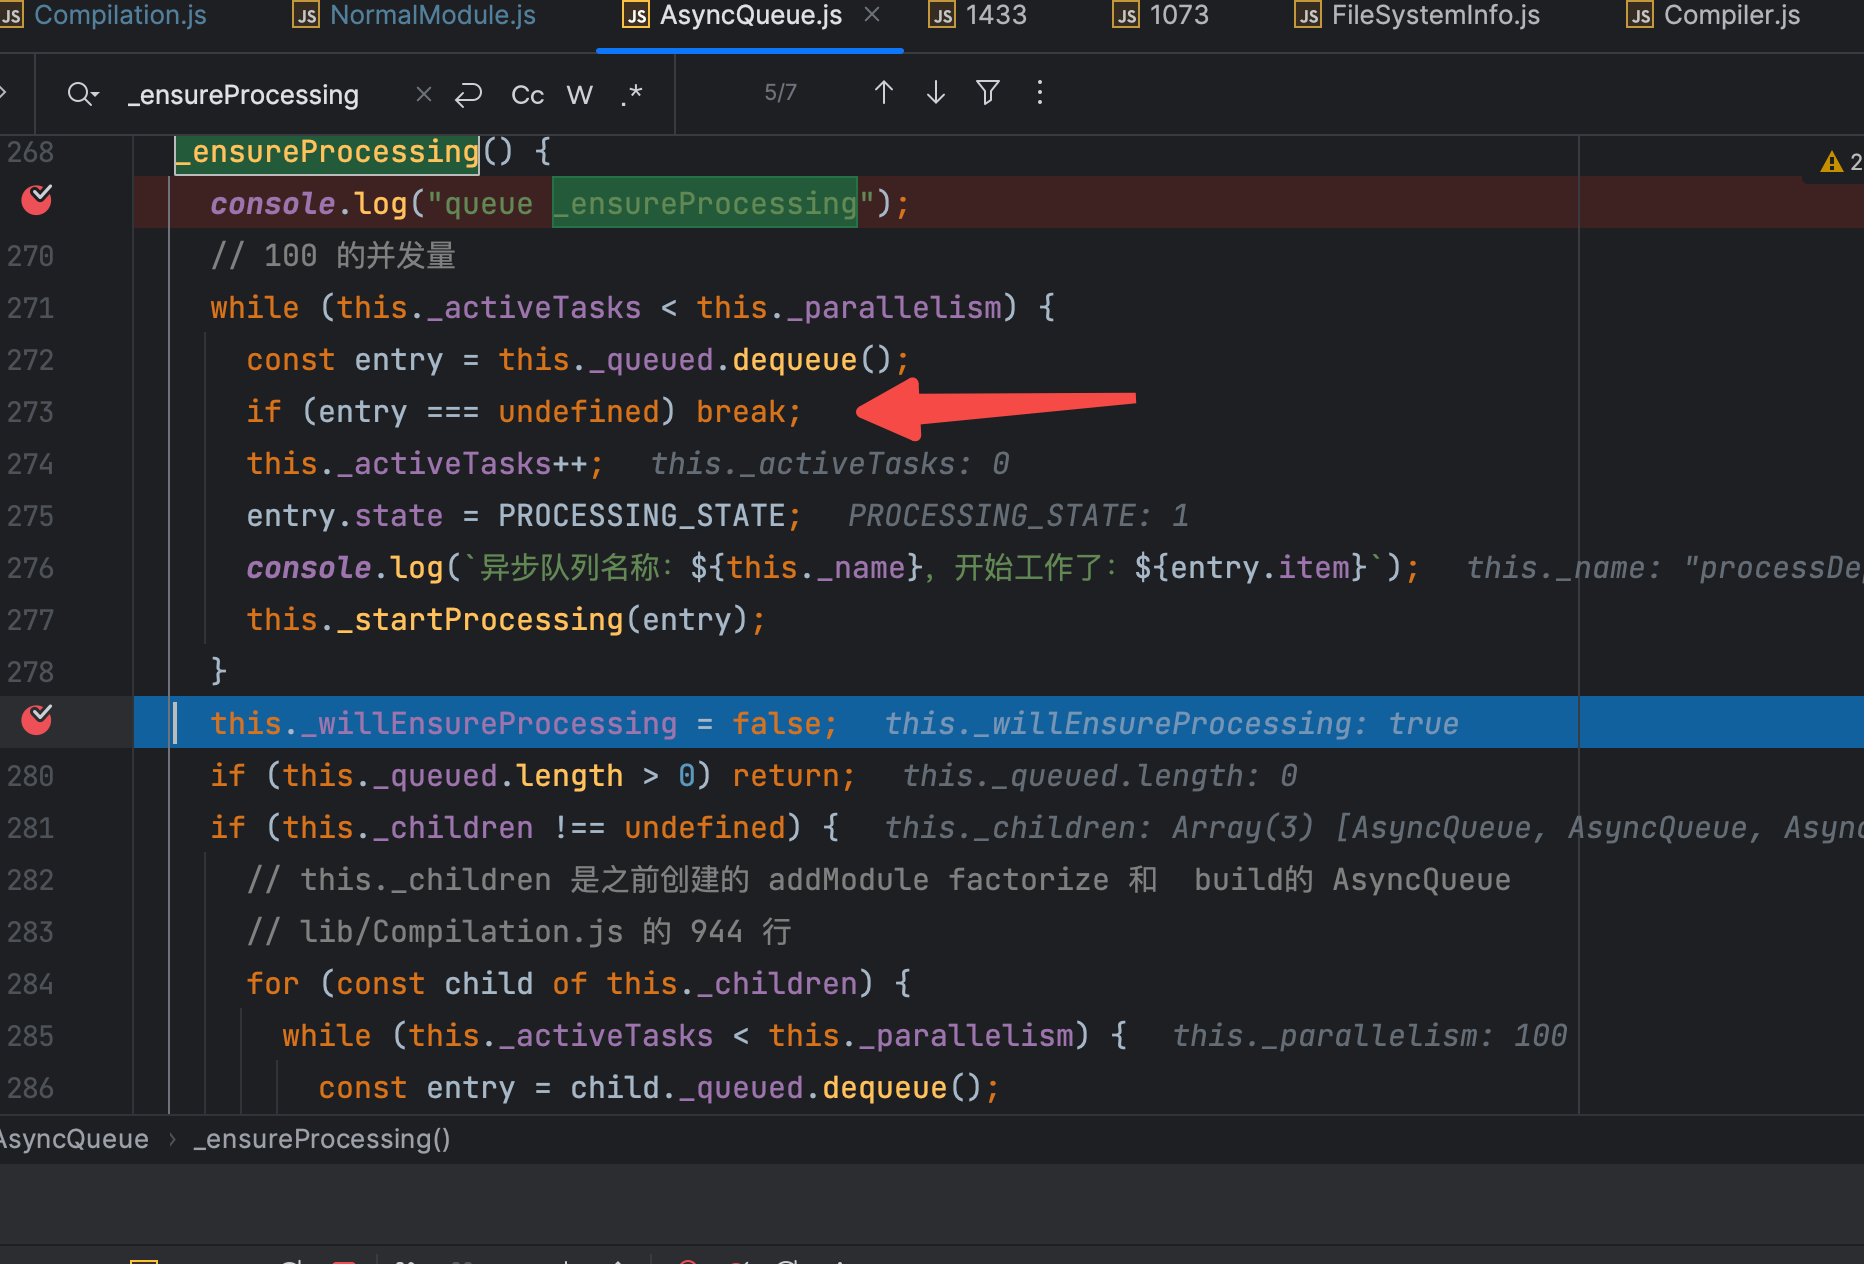 JS Compilation.js JS NormalModule.js JS AsyncQueue.js × JS 1433 JS 1073 JS FileSystemInfo.js JS Compiler.js
_ensureProcessing × Cc W .* 5/7
268 _ensureProcessing() {
console.log("queue _ensureProcessing");
270 // 100 的并发量
271 while (this._activeTasks < this._parallelism) {
272 const entry = this._queued.dequeue();
273 if (entry === undefined) break;
274 this._activeTasks++; this._activeTasks: 0
275 entry.state = PROCESSING_STATE; PROCESSING_STATE: 1
276 console.log(`异步队列名称: ${this._name}, 开始工作了: ${entry.item}`); this._name: "processDe
277 this._startProcessing(entry);
278 }
this._willEnsureProcessing = false; this._willEnsureProcessing: true
280 if (this._queued.length > 0) return; this._queued.length: 0
281 if (this._children !== undefined) { this._children: Array(3) [AsyncQueue, AsyncQueue, Async
282 // this._children 是之前创建的 addModule factorize 和 build的 AsyncQueue
283 // lib/Compilation.js 的 944 行
284 for (const child of this._children) {
285 while (this._activeTasks < this._parallelism) { this._parallelism: 100
286 const entry = child._queued.dequeue();
AsyncQueue › _ensureProcessing()